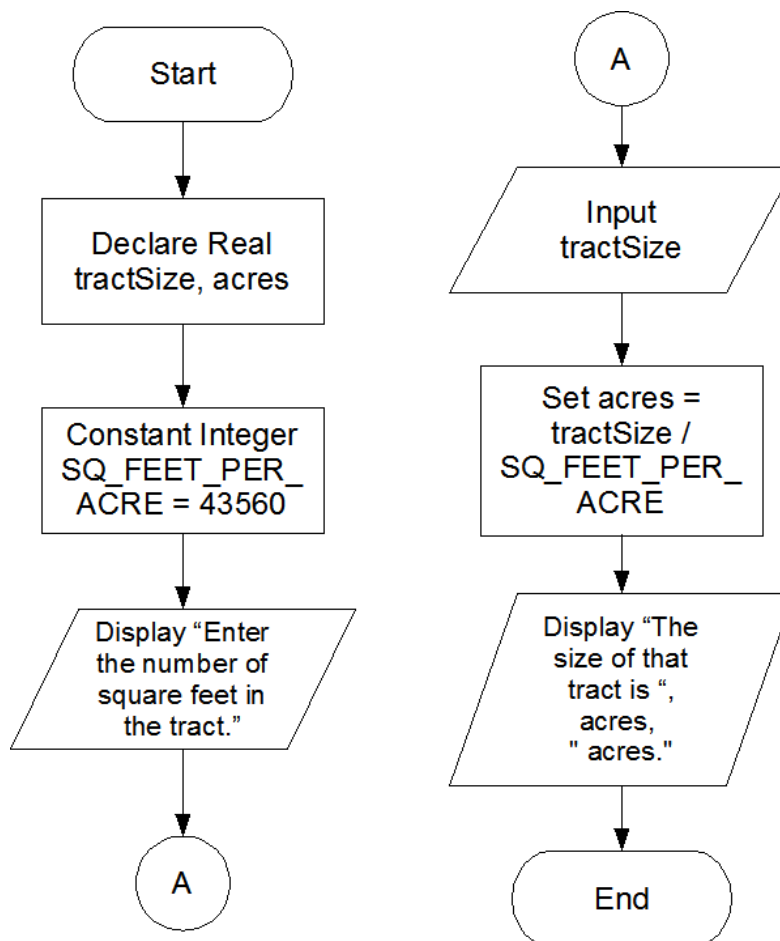 Start
Declare Real
tractSize, acres
Constant Integer
SQ_FEET_PER_
ACRE = 43560
Display “Enter
the number of
square feet in
the tract.”
A
A
Input
tractSize
Set acres =
tractSize /
SQ_FEET_PER_
ACRE
Display “The
size of that
tract is “,
acres,
" acres."
End